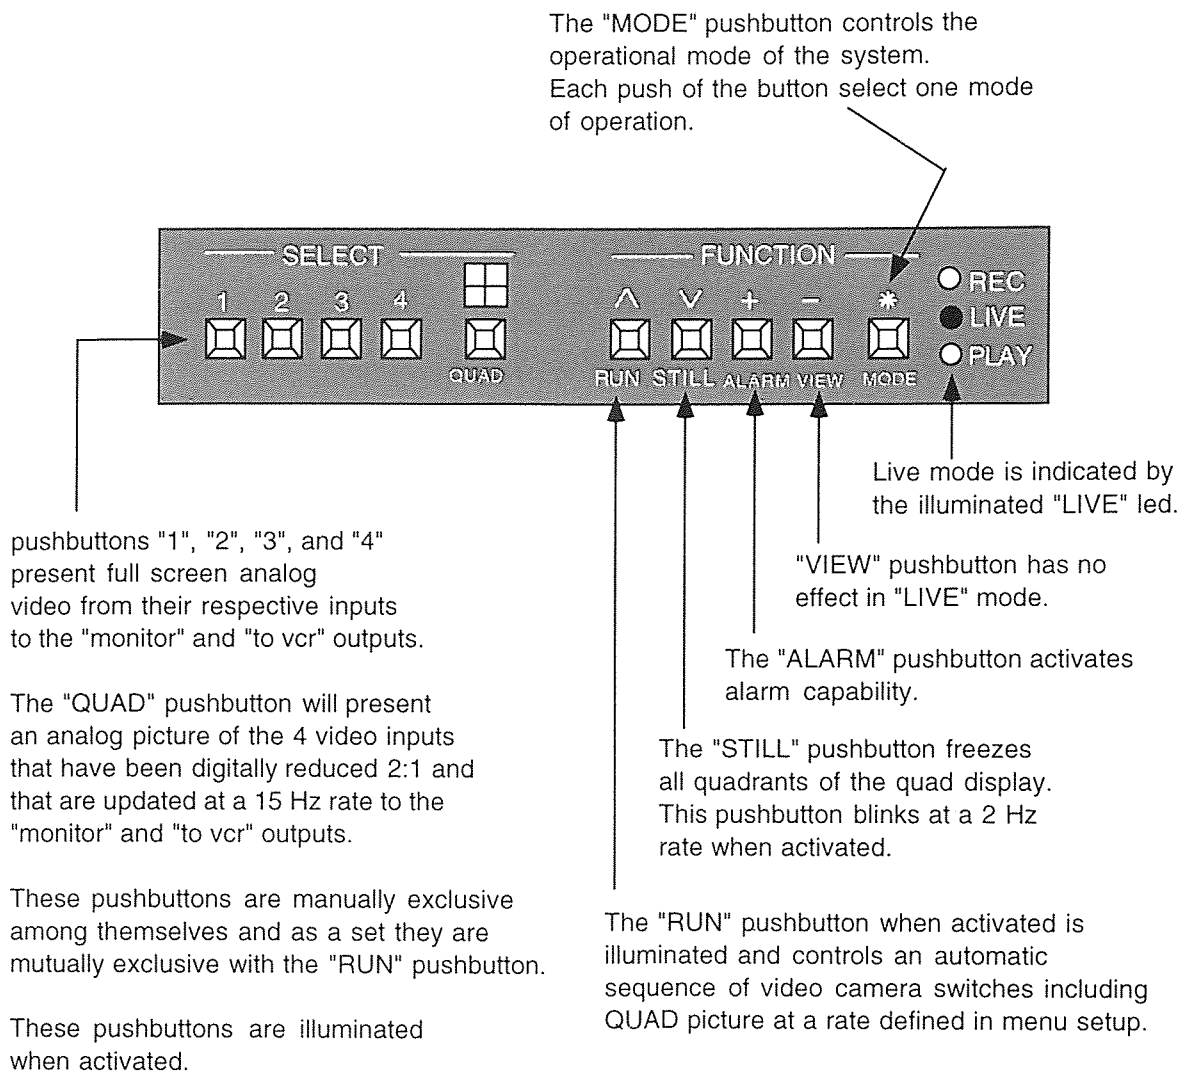 The "MODE" pushbutton controls the
operational mode of the system.
Each push of the button select one mode
of operation.
SELECT
FUNCTION
1 2 3 4
+ - *
REC
LIVE
PLAY
QUAD
RUN STILL ALARM VIEW MODE
Live mode is indicated by
the illuminated "LIVE" led.
"VIEW" pushbutton has no
effect in "LIVE" mode.
The "ALARM" pushbutton activates
alarm capability.
The "STILL" pushbutton freezes
all quadrants of the quad display.
This pushbutton blinks at a 2 Hz
rate when activated.
The "RUN" pushbutton when activated is
illuminated and controls an automatic
sequence of video camera switches including
QUAD picture at a rate defined in menu setup.
pushbuttons "1", "2", "3", and "4"
present full screen analog
video from their respective inputs
to the "monitor" and "to vcr" outputs.
The "QUAD" pushbutton will present
an analog picture of the 4 video inputs
that have been digitally reduced 2:1 and
that are updated at a 15 Hz rate to the
"monitor" and "to vcr" outputs.
These pushbuttons are manually exclusive
among themselves and as a set they are
mutually exclusive with the "RUN" pushbutton.
These pushbuttons are illuminated
when activated.